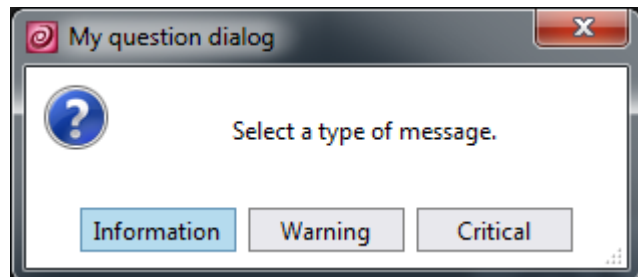 My question dialog
Select a type of message.
Information Warning Critical